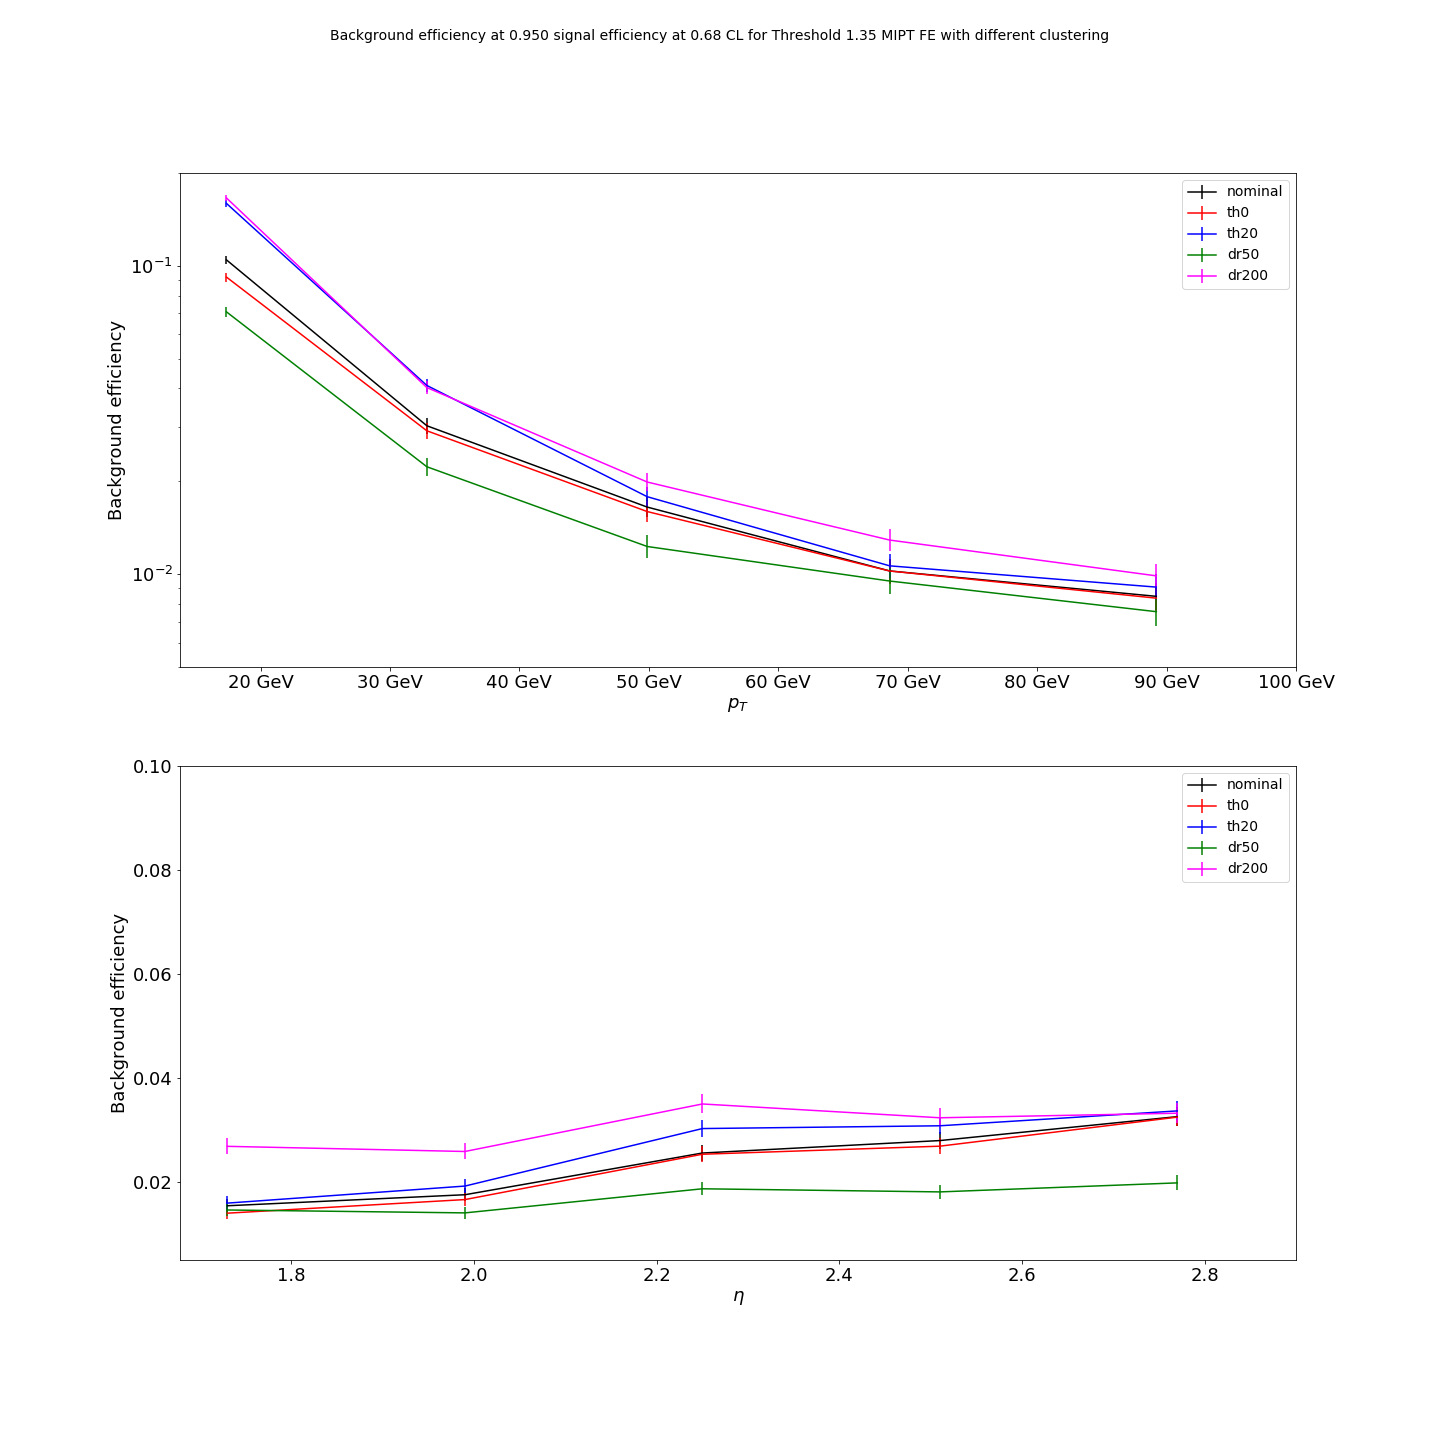 Background efficiency at 0.950 signal efficiency at 0.68 CL for Threshold 1.35 MIPT FE with different clustering
nominal
th0
th20
dr50
dr200
10⁻¹
10⁻²
Background efficiency
20 GeV 30 GeV 40 GeV 50 GeV 60 GeV 70 GeV 80 GeV 90 GeV 100 GeV
p_T
nominal
th0
th20
dr50
dr200
0.10
0.08
0.06
0.04
0.02
Background efficiency
1.8 2.0 2.2 2.4 2.6 2.8
η